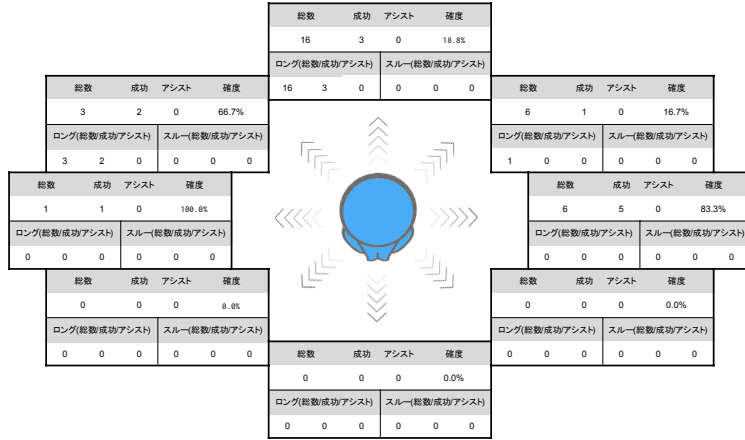 総数 成功 アシスト 確度
16 3 0 18.8%
ロング(総数/成功/アシスト) スルー(総数/成功/アシスト)
16 3 0 0 0 0
総数 成功 アシスト 確度
3 2 0 66.7%
ロング(総数/成功/アシスト) スルー(総数/成功/アシスト)
3 2 0 0 0 0
総数 成功 アシスト 確度
6 1 0 16.7%
ロング(総数/成功/アシスト) スルー(総数/成功/アシスト)
1 0 0 0 0 0
総数 成功 アシスト 確度
1 1 0 100.0%
ロング(総数/成功/アシスト) スルー(総数/成功/アシスト)
0 0 0 0 0 0
総数 成功 アシスト 確度
6 5 0 83.3%
ロング(総数/成功/アシスト) スルー(総数/成功/アシスト)
0 0 0 0 0 0
総数 成功 アシスト 確度
0 0 0 0.0%
ロング(総数/成功/アシスト) スルー(総数/成功/アシスト)
0 0 0 0 0 0
総数 成功 アシスト 確度
0 0 0 0.0%
ロング(総数/成功/アシスト) スルー(総数/成功/アシスト)
0 0 0 0 0 0
総数 成功 アシスト 確度
0 0 0 0.0%
ロング(総数/成功/アシスト) スルー(総数/成功/アシスト)
0 0 0 0 0 0